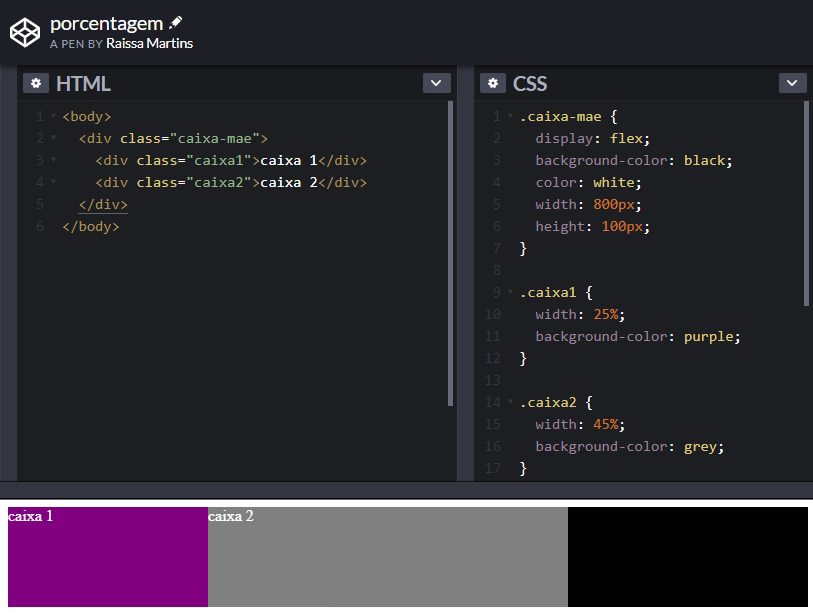 porcentagem
A PEN BY Raissa Martins
HTML
1 <body>
2 <div class="caixa-mae">
3 <div class="caixa1">caixa 1</div>
4 <div class="caixa2">caixa 2</div>
5 </div>
6 </body>
CSS
1 .caixa-mae {
2 display: flex;
3 background-color: black;
4 color: white;
5 width: 800px;
6 height: 100px;
7 }
8
9 .caixa1 {
10 width: 25%;
11 background-color: purple;
12 }
13
14 .caixa2 {
15 width: 45%;
16 background-color: grey;
17 }
caixa 1
caixa 2